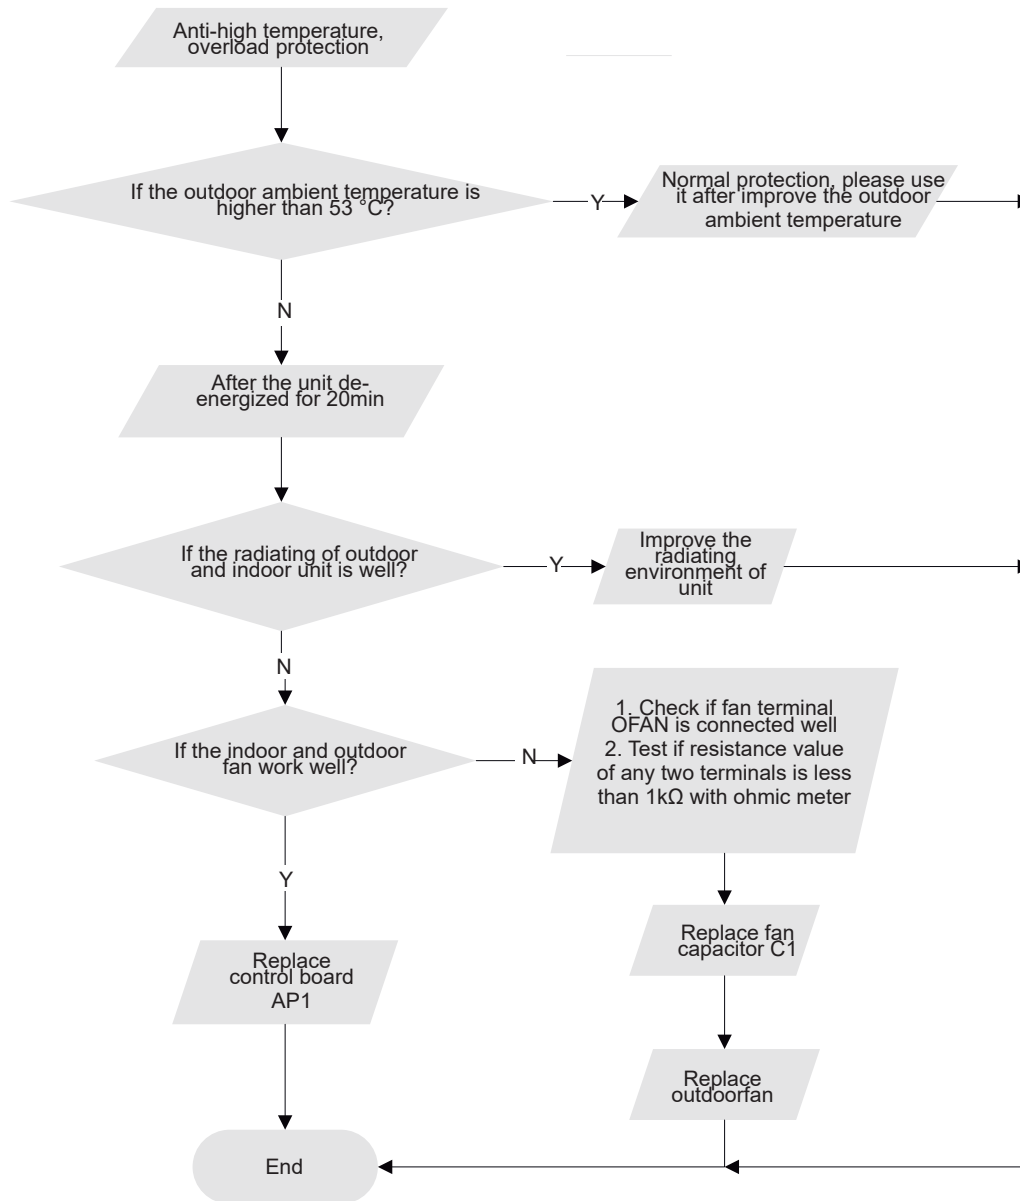 Anti-high temperature,
overload protection
If the outdoor ambient temperature is
higher than 53 °C?
Y
Normal protection, please use
it after improve the outdoor
ambient temperature
N
After the unit de-
energized for 20min
If the radiating of outdoor
and indoor unit is well?
Y
Improve the
radiating
environment of
unit
N
If the indoor and outdoor
fan work well?
N
1. Check if fan terminal
OFAN is connected well
2. Test if resistance value
of any two terminals is less
than 1kΩ with ohmic meter
Y
Replace
control board
AP1
Replace fan
capacitor C1
Replace
outdoorfan
End